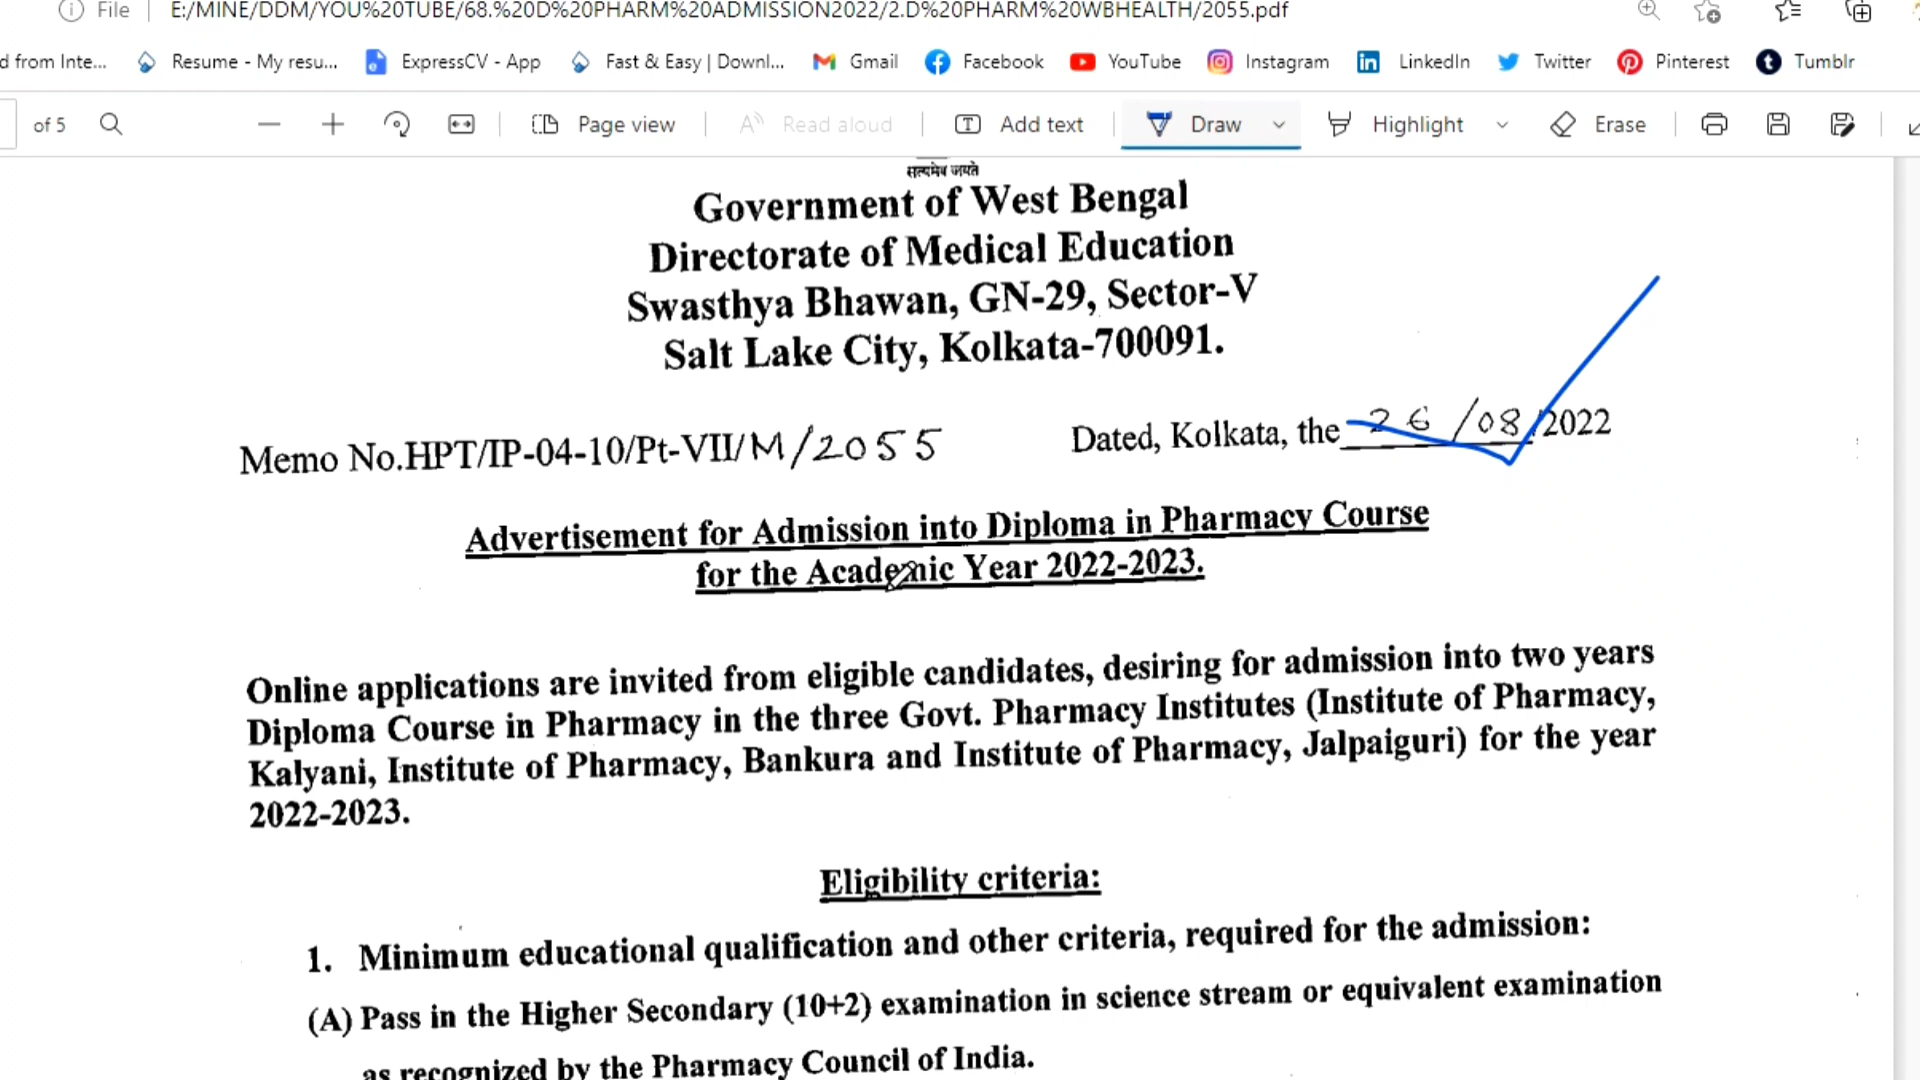 File E:/MINE/DDM/YOU%20TUBE/68.%20D%20PHARM%20ADMISSION2022/2.D%20PHARM%20WBHEALTH/2055.pdf
d from Inte... Resume - My resu... ExpressCV - App Fast & Easy | Downl... Gmail Facebook YouTube Instagram LinkedIn Twitter Pinterest Tumblr
of 5 Page view Read aloud Add text Draw Highlight Erase
सत्यमेव जयते
Government of West Bengal
Directorate of Medical Education
Swasthya Bhawan, GN-29, Sector-V
Salt Lake City, Kolkata-700091.
Memo No.HPT/IP-04-10/Pt-VII/M/2055 Dated, Kolkata, the 26/08/2022
Advertisement for Admission into Diploma in Pharmacy Course
for the Academic Year 2022-2023.
Online applications are invited from eligible candidates, desiring for admission into two years
Diploma Course in Pharmacy in the three Govt. Pharmacy Institutes (Institute of Pharmacy,
Kalyani, Institute of Pharmacy, Bankura and Institute of Pharmacy, Jalpaiguri) for the year
2022-2023.
Eligibility criteria:
1. Minimum educational qualification and other criteria, required for the admission:
(A) Pass in the Higher Secondary (10+2) examination in science stream or equivalent examination
as recognized by the Pharmacy Council of India.